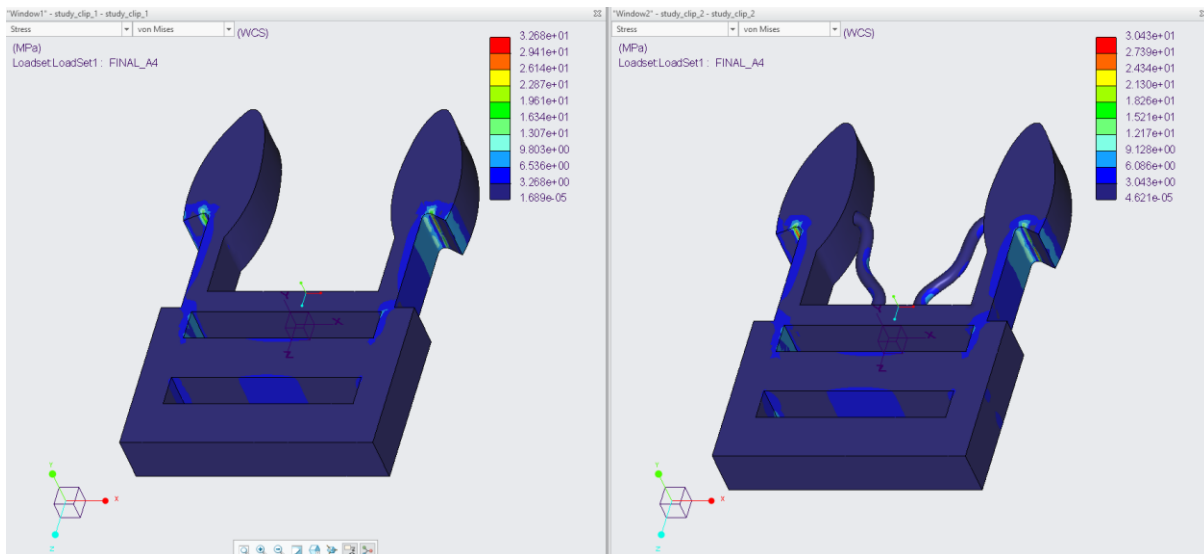 "Window1" - study_clip_1 - study_clip_1
Stress
von Mises
(WCS)
(MPa)
Loadset:LoadSet1 : FINAL_A4
3.268e+01
2.941e+01
2.614e+01
2.287e+01
1.961e+01
1.634e+01
1.307e+01
9.803e+00
6.536e+00
3.268e+00
1.689e-05
Y
X
Z
Y
X
Z
"Window2" - study_clip_2 - study_clip_2
Stress
von Mises
(WCS)
(MPa)
Loadset:LoadSet1 : FINAL_A4
3.043e+01
2.739e+01
2.434e+01
2.130e+01
1.826e+01
1.521e+01
1.217e+01
9.128e+00
6.086e+00
3.043e+00
4.621e-05
Y
X
Z
Y
X
Z